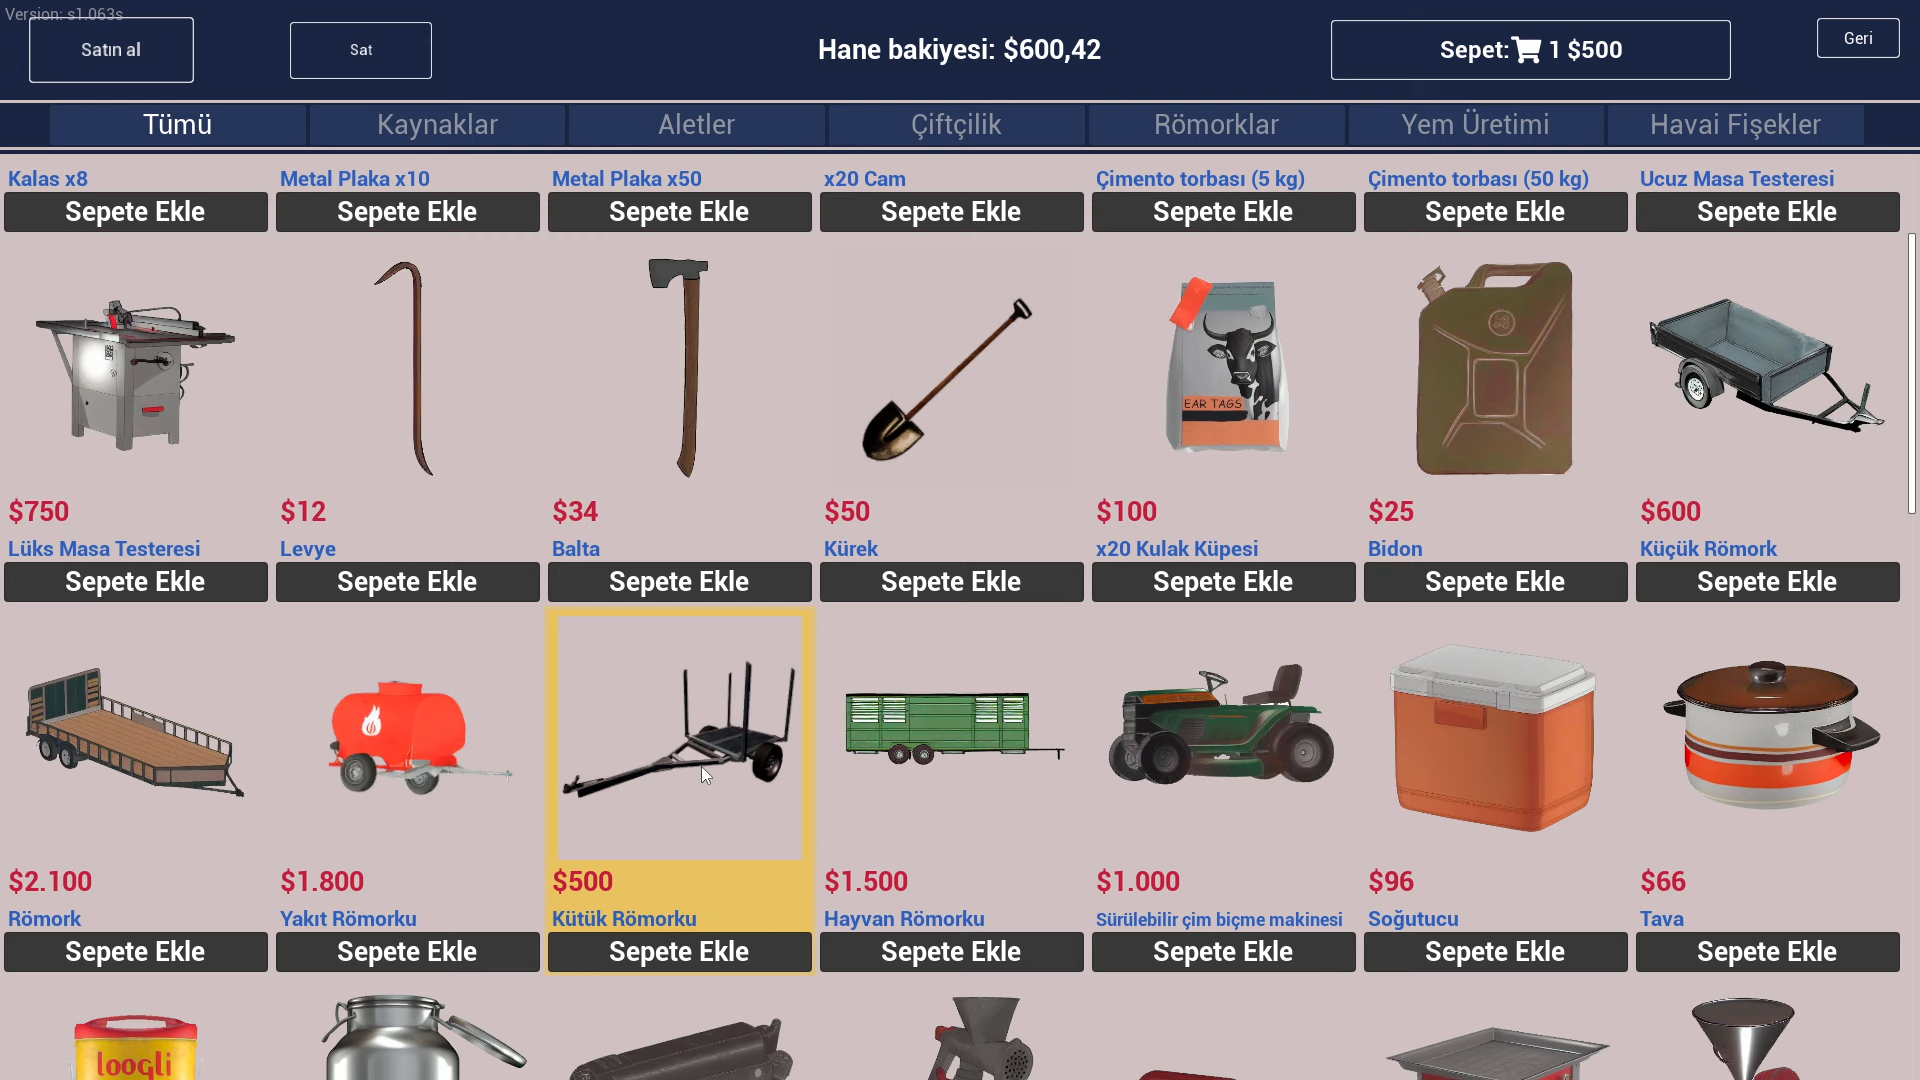 Version: s1.063s
Satın al
Sat
Hane bakiyesi: $600,42
Sepet: 1 $500
Geri
Tümü
Kaynaklar
Aletler
Çiftçilik
Römorklar
Yem Üretimi
Havai Fişekler
Kalas x8
Metal Plaka x10
Metal Plaka x50
x20 Cam
Çimento torbası (5 kg)
Çimento torbası (50 kg)
Ucuz Masa Testeresi
Sepete Ekle
Sepete Ekle
Sepete Ekle
Sepete Ekle
Sepete Ekle
Sepete Ekle
Sepete Ekle
EAR TAGS
$750
$12
$34
$50
$100
$25
$600
Lüks Masa Testeresi
Levye
Balta
Kürek
x20 Kulak Küpesi
Bidon
Küçük Römork
Sepete Ekle
Sepete Ekle
Sepete Ekle
Sepete Ekle
Sepete Ekle
Sepete Ekle
Sepete Ekle
$2.100
$1.800
$500
$1.500
$1.000
$96
$66
Römork
Yakıt Römorku
Kütük Römorku
Hayvan Römorku
Sürülebilir çim biçme makinesi
Soğutucu
Tava
Sepete Ekle
Sepete Ekle
Sepete Ekle
Sepete Ekle
Sepete Ekle
Sepete Ekle
Sepete Ekle
loogli